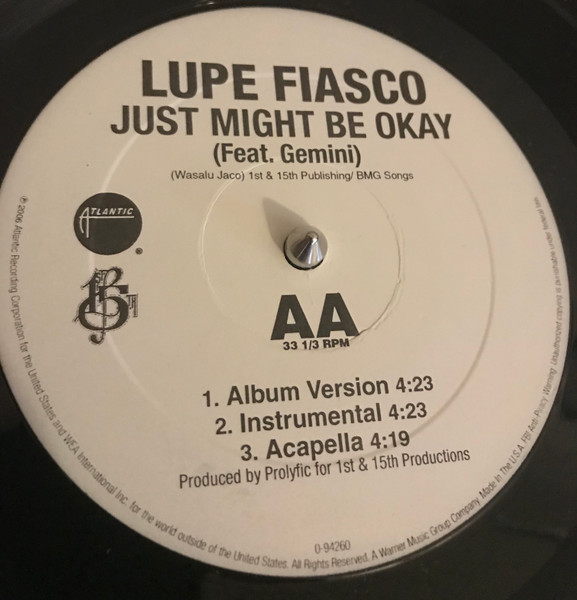 LUPE FIASCO
JUST MIGHT BE OKAY
(Feat. Gemini)
(Wasalu Jaco) 1st & 15th Publishing/ BMG Songs
ATLANTIC
®
AA
33 1/3 RPM
1. Album Version 4:23
2. Instrumental 4:23
3. Acapella 4:19
Produced by Prolyfic for 1st & 15th Productions
0-94260
℗ 2006 Atlantic Recording Corporation for the United States and WEA International Inc. for the world outside of the United States. All Rights Reserved. A Warner Music Group Company. Made In The U.S.A. FBI Anti-Piracy Warning: Unauthorized copying is